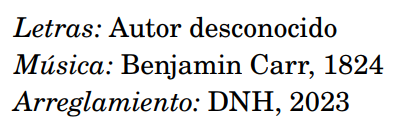 Letras: Autor desconocido
Música: Benjamin Carr, 1824
Arreglamiento: DNH, 2023